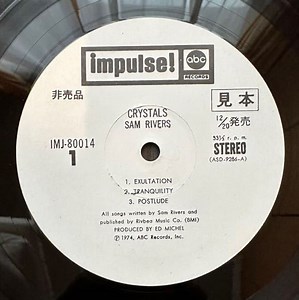 impulse!
abc
RECORDS
非売品
見本
CRYSTALS
SAM RIVERS
12/20発売
33⅓ r.p.m.
IMJ-80014
STEREO
1
(ASD-9286-A)
1. EXULTATION
2. TRANQUILITY
3. POSTLUDE
All songs written by Sam Rivers and
published by Rivbea Music Co. (BMI)
PRODUCED BY ED MICHEL
Ⓟ 1974, ABC Records, Inc.